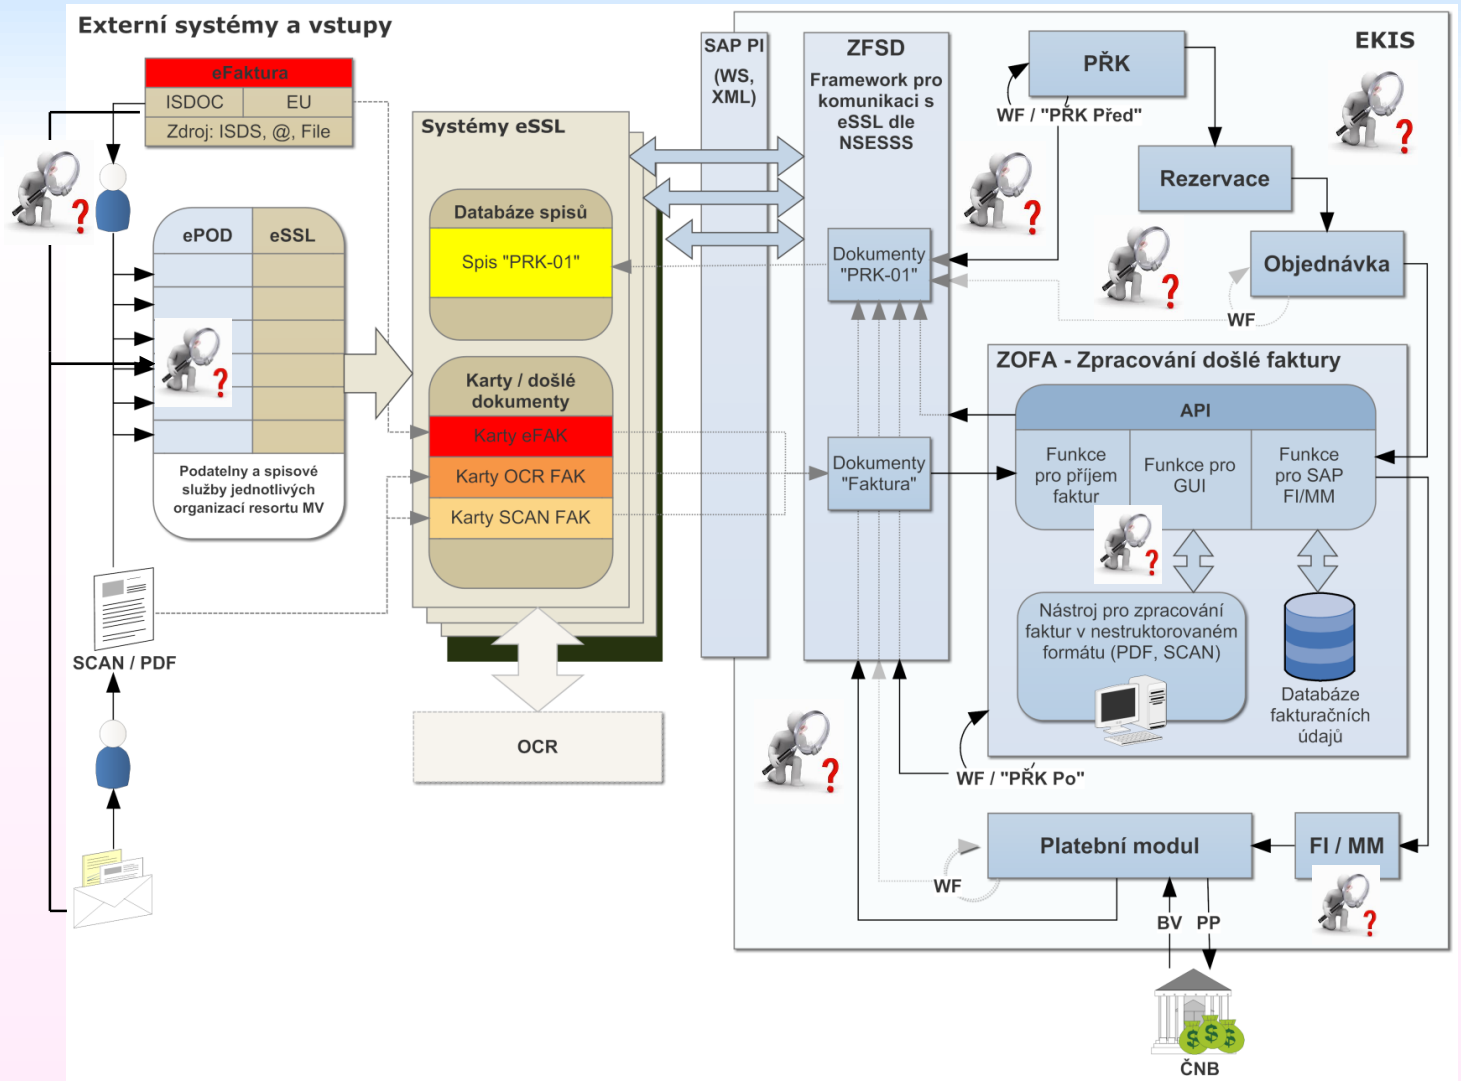 Externí systémy a vstupy
eFaktura
ISDOC
EU
Zdroj: ISDS, @, File
?
ePOD
eSSL
?
Podatelny a spisové
služby jednotlivých
organizací resortu MV
SCAN / PDF
Systémy eSSL
Databáze spisů
Spis "PRK-01"
Karty / došlé
dokumenty
Karty eFAK
Karty OCR FAK
Karty SCAN FAK
OCR
SAP PI
(WS,
XML)
ZFSD
Framework pro
komunikaci s
eSSL dle
NSESSS
Dokumenty
"PRK-01"
Dokumenty
"Faktura"
EKIS
?
PŘK
WF / "PŘK Před"
?
Rezervace
?
Objednávka
WF
ZOFA - Zpracování došlé faktury
API
Funkce
pro příjem
faktur
Funkce pro
GUI
Funkce
pro SAP
FI/MM
?
Nástroj pro zpracování
faktur v nestruktorovaném
formátu (PDF, SCAN)
Databáze
fakturačních
údajů
?
WF / "PŘK Po"
Platební modul
FI / MM
WF
?
BV
PP
$ $ $
ČNB